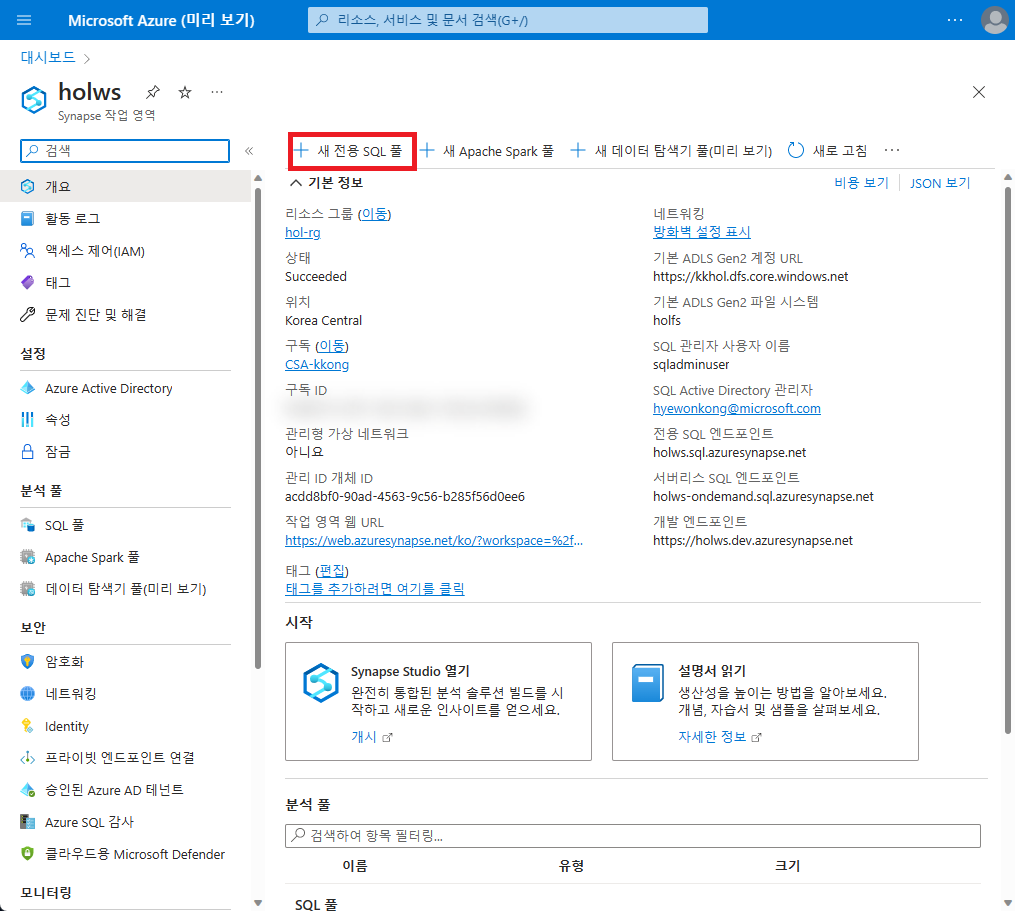 Microsoft Azure (미리 보기)
리소스, 서비스 및 문서 검색(G+/)
대시보드
holws
Synapse 작업 영역
검색
개요
활동 로그
액세스 제어(IAM)
태그
문제 진단 및 해결
설정
Azure Active Directory
속성
잠금
분석 풀
SQL 풀
Apache Spark 풀
데이터 탐색기 풀(미리 보기)
보안
암호화
네트워킹
Identity
프라이빗 엔드포인트 연결
승인된 Azure AD 테넌트
Azure SQL 감사
클라우드용 Microsoft Defender
모니터링
새 전용 SQL 풀
새 Apache Spark 풀
새 데이터 탐색기 풀(미리 보기)
새로 고침
기본 정보
비용 보기
JSON 보기
리소스 그룹 (이동)
hol-rg
상태
Succeeded
위치
Korea Central
구독 (이동)
CSA-kkong
구독 ID
관리형 가상 네트워크
아니요
관리 ID 개체 ID
acdd8bf0-90ad-4563-9c56-b285f56d0ee6
작업 영역 웹 URL
https://web.azuresynapse.net/ko/?workspace=%2f...
태그 (편집)
태그를 추가하려면 여기를 클릭
네트워킹
방화벽 설정 표시
기본 ADLS Gen2 계정 URL
https://kkhol.dfs.core.windows.net
기본 ADLS Gen2 파일 시스템
holfs
SQL 관리자 사용자 이름
sqladminuser
SQL Active Directory 관리자
hyewonkong@microsoft.com
전용 SQL 엔드포인트
holws.sql.azuresynapse.net
서버리스 SQL 엔드포인트
holws-ondemand.sql.azuresynapse.net
개발 엔드포인트
https://holws.dev.azuresynapse.net
시작
Synapse Studio 열기
완전히 통합된 분석 솔루션 빌드를 시
작하고 새로운 인사이트를 얻으세요.
개시
설명서 읽기
생산성을 높이는 방법을 알아보세요.
개념, 자습서 및 샘플을 살펴보세요.
자세한 정보
분석 풀
검색하여 항목 필터링...
이름
유형
크기
SQL 풀